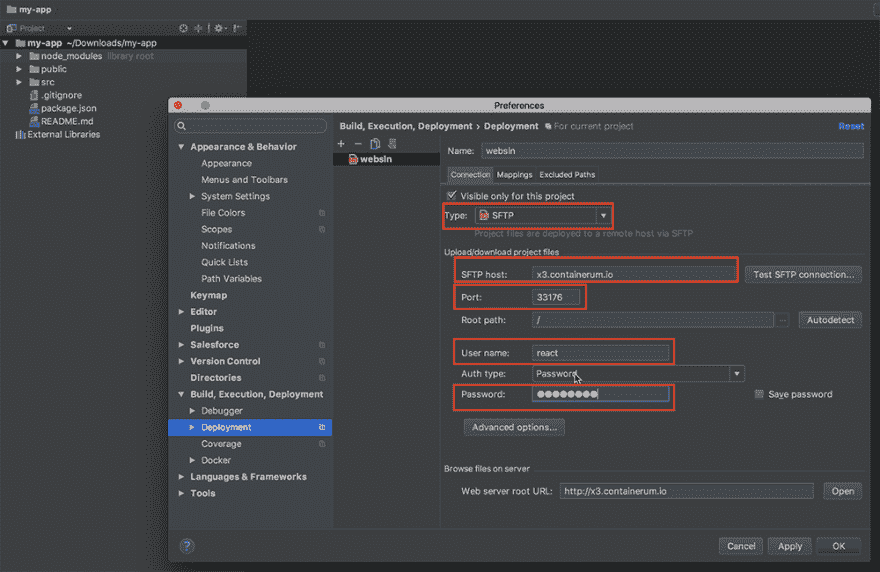 my-app
Project
my-app ~/Downloads/my-app
node_modules library root
public
src
.gitignore
package.json
README.md
External Libraries
Preferences
Appearance & Behavior
Appearance
Menus and Toolbars
System Settings
File Colors
Scopes
Notifications
Quick Lists
Path Variables
Keymap
Editor
Plugins
Salesforce
Version Control
Directories
Build, Execution, Deployment
Debugger
Deployment
Coverage
Docker
Languages & Frameworks
Tools
websin
Build, Execution, Deployment › Deployment For current project Reset
Name: websin
Connection Mappings Excluded Paths
Visible only for this project
Type: SFTP
Project files are deployed to a remote host via SFTP
Upload/download project files
SFTP host: x3.containerum.io Test SFTP connection...
Port: 33176
Root path: / ... Autodetect
User name: react
Auth type: Password
Password: ●●●●●●●● Save password
Advanced options...
Browse files on server
Web server root URL: http://x3.containerum.io Open
? Cancel Apply OK